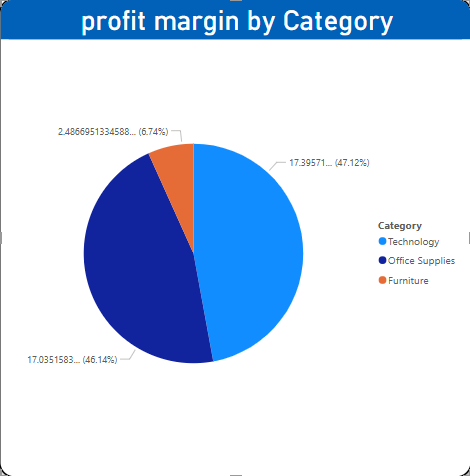 profit margin by Category
2.4866951334588... (6.74%)
17.39571... (47.12%)
Category
Technology
Office Supplies
Furniture
17.0351583... (46.14%)